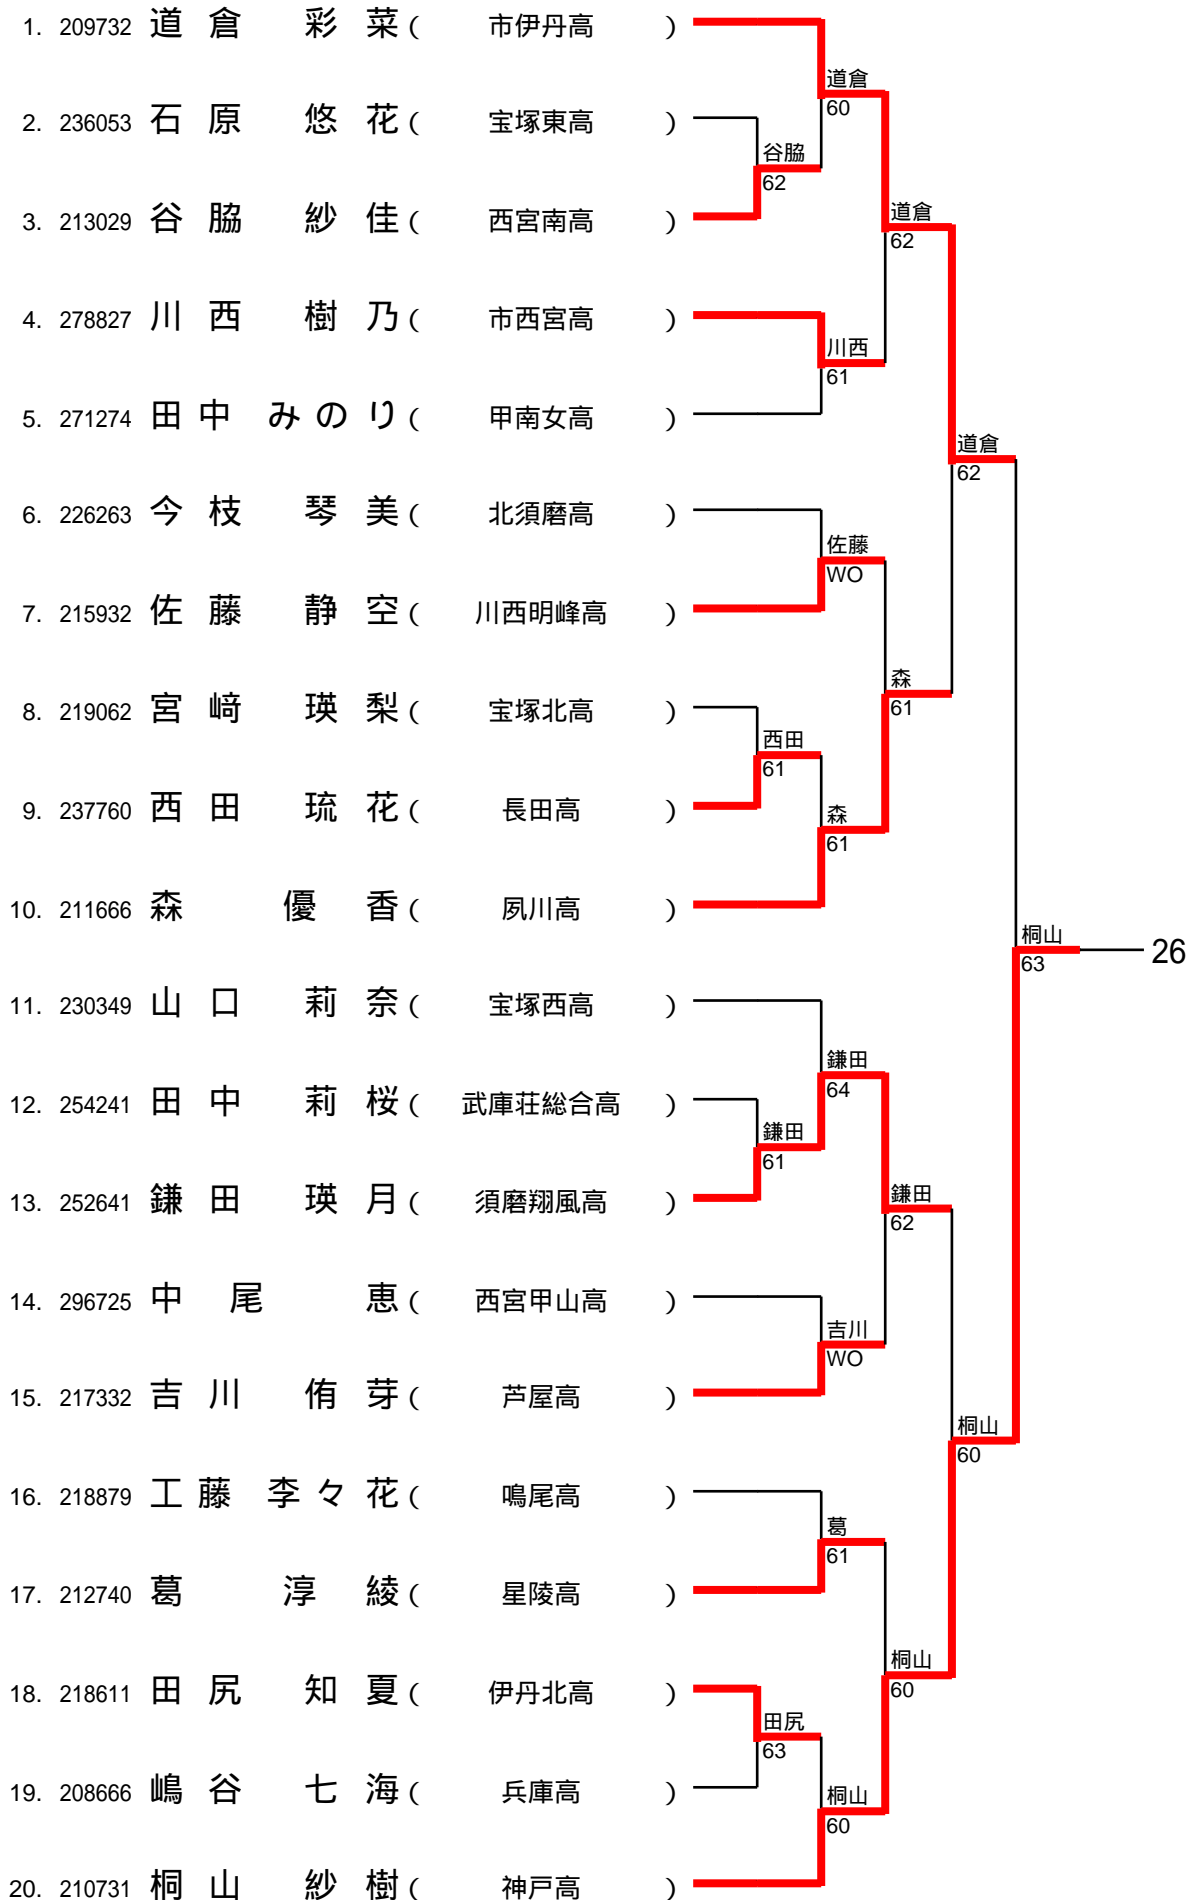 1. 209732 道倉 彩菜 ( 市伊丹高 )
道倉
60
2. 236053 石原 悠花 ( 宝塚東高 )
谷脇
62
3. 213029 谷脇 紗佳 ( 西宮南高 )
道倉
62
4. 278827 川西 樹乃 ( 市西宮高 )
川西
61
5. 271274 田中 みのり ( 甲南女高 )
道倉
62
6. 226263 今枝 琴美 ( 北須磨高 )
佐藤
WO
7. 215932 佐藤 静空 ( 川西明峰高 )
森
61
8. 219062 宮﨑 瑛梨 ( 宝塚北高 )
西田
61
9. 237760 西田 琉花 ( 長田高 )
森
61
10. 211666 森 優香 ( 夙川高 )
桐山
63
26
11. 230349 山口 莉奈 ( 宝塚西高 )
鎌田
64
12. 254241 田中 莉桜 ( 武庫荘総合高 )
鎌田
61
13. 252641 鎌田 瑛月 ( 須磨翔風高 )
鎌田
62
14. 296725 中尾 恵 ( 西宮甲山高 )
吉川
WO
15. 217332 吉川 侑芽 ( 芦屋高 )
桐山
60
16. 218879 工藤 李々花 ( 鳴尾高 )
葛
61
17. 212740 葛 淳綾 ( 星陵高 )
桐山
60
18. 218611 田尻 知夏 ( 伊丹北高 )
田尻
63
19. 208666 嶋谷 七海 ( 兵庫高 )
桐山
60
20. 210731 桐山 紗樹 ( 神戸高 )